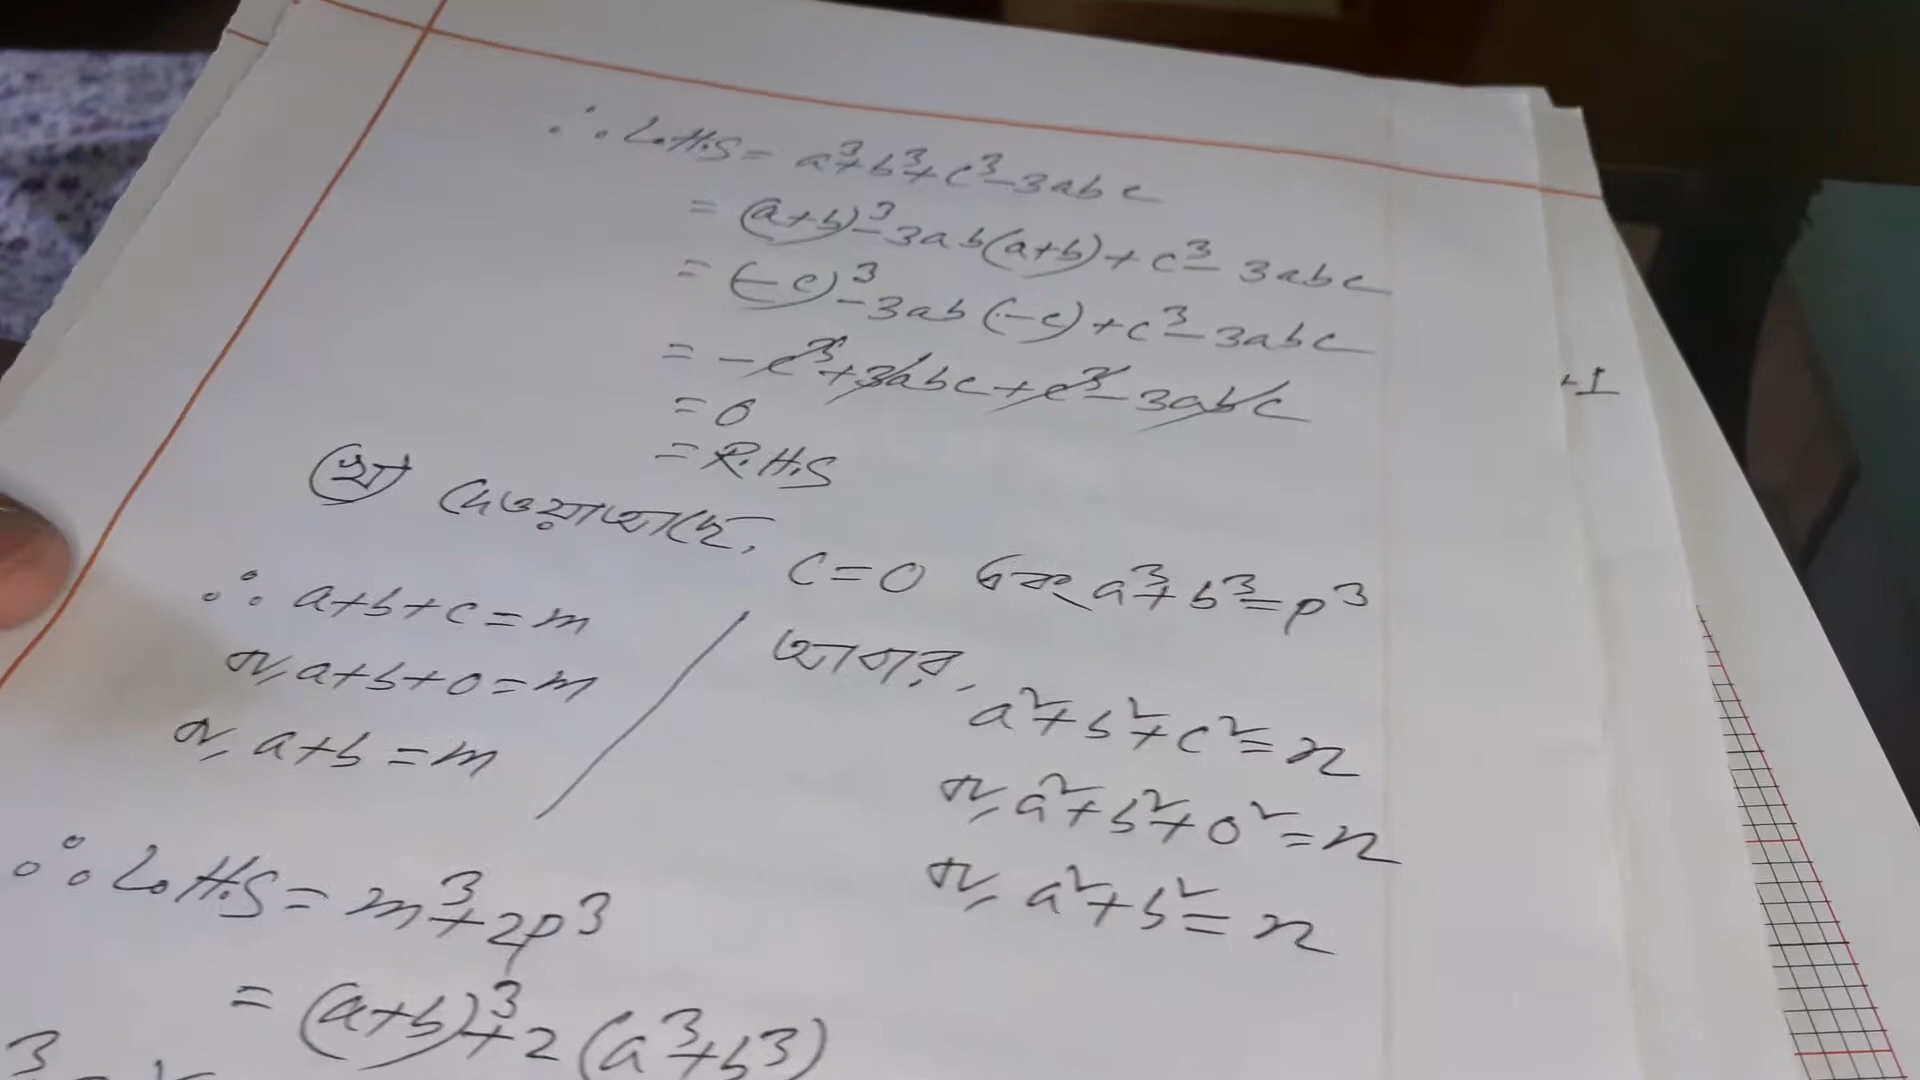 ∴ L.H.S = a³+b³+c³-3abc
= (a+b)³-3ab(a+b)+c³-3abc
= (-c)³-3ab(-c)+c³-3abc
= -c³+3abc+c³-3abc
= 0
= R.H.S
খ দেওয়া আছে,
c=0 এবং a³+b³=p³
∴ a+b+c=m
বা, a+b+0=m
বা, a+b=m
আবার,
a²+b²+c²=n
বা, a²+b²+0²=n
বা, a²+b²=n
∴ L.H.S = m³+2p³
= (a+b)³+2(a³+b³)
+1